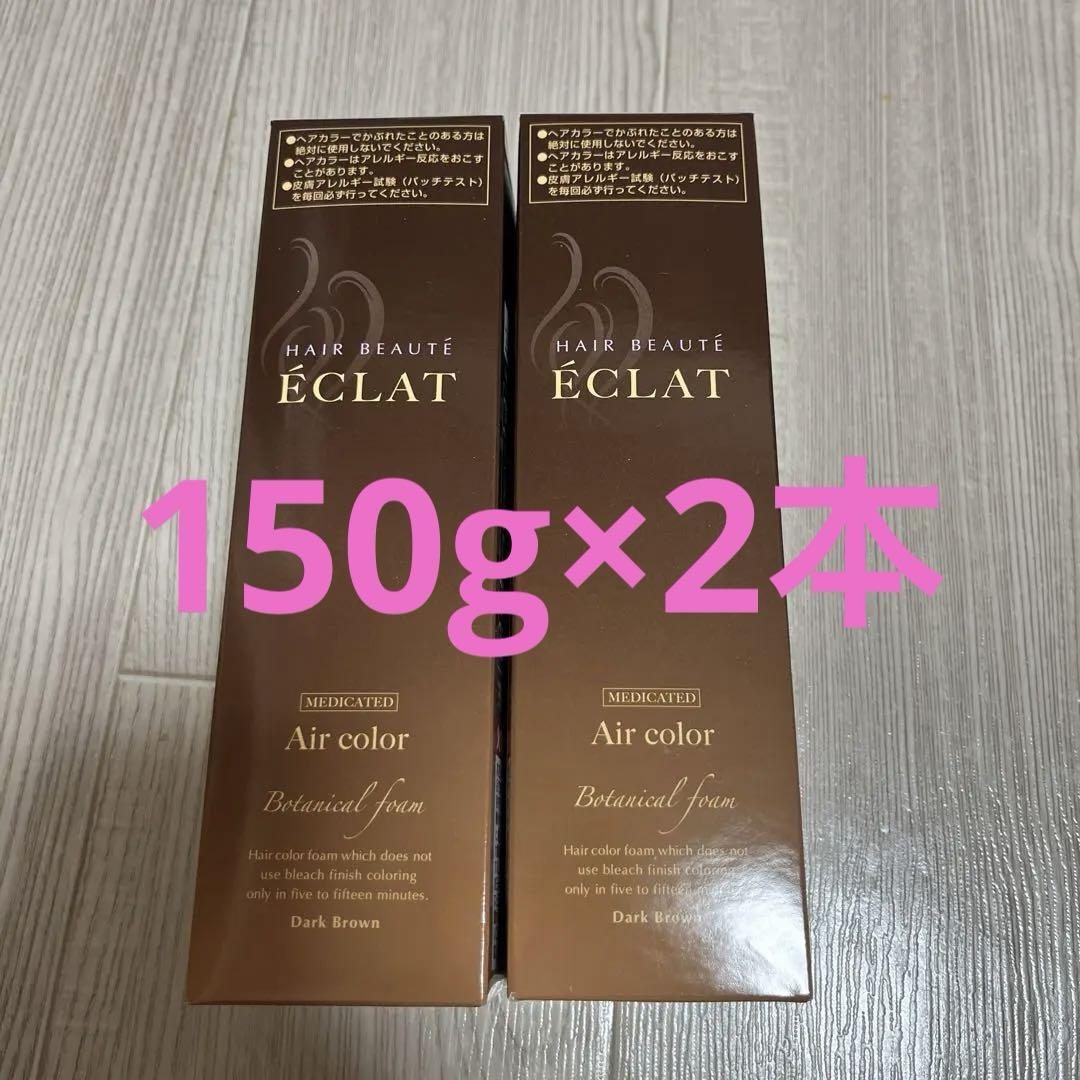 ●ヘアカラーでかぶれたことのある方は
絶対に使用しないでください。
●ヘアカラーはアレルギー反応をおこす
ことがあります。
●皮膚アレルギー試験（パッチテスト）
を毎回必ず行ってください。
HAIR BEAUTÉ
ÉCLAT
MEDICATED
Air color
Botanical foam
Hair color foam which does not
use bleach finish coloring
only in five to fifteen minutes.
Dark Brown
●ヘアカラーでかぶれたことのある方は
絶対に使用しないでください。
●ヘアカラーはアレルギー反応をおこす
ことがあります。
●皮膚アレルギー試験（パッチテスト）
を毎回必ず行ってください。
HAIR BEAUTÉ
ÉCLAT
MEDICATED
Air color
Botanical foam
Hair color foam which does not
use bleach finish coloring
only in five to fifteen minutes.
Dark Brown
150g×2本